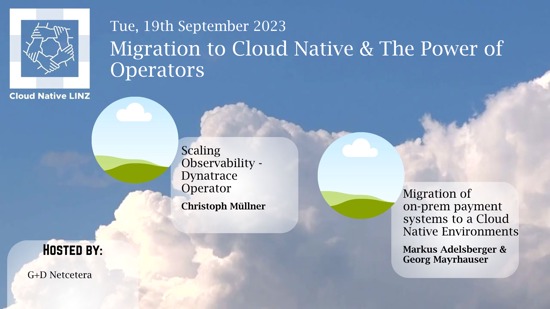 Tue, 19th September 2023
Migration to Cloud Native & The Power of
Operators
Cloud Native LINZ
Scaling
Observability -
Dynatrace
Operator
Christoph Müllner
Migration of
on-prem payment
systems to a Cloud
Native Environments
Markus Adelsberger &
Georg Mayrhauser
HOSTED BY:
G+D Netcetera